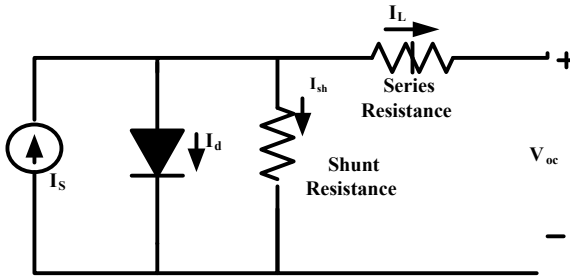 I_L
Series
Resistance
I_sh
I_d
I_S
Shunt
Resistance
+
V_oc
−